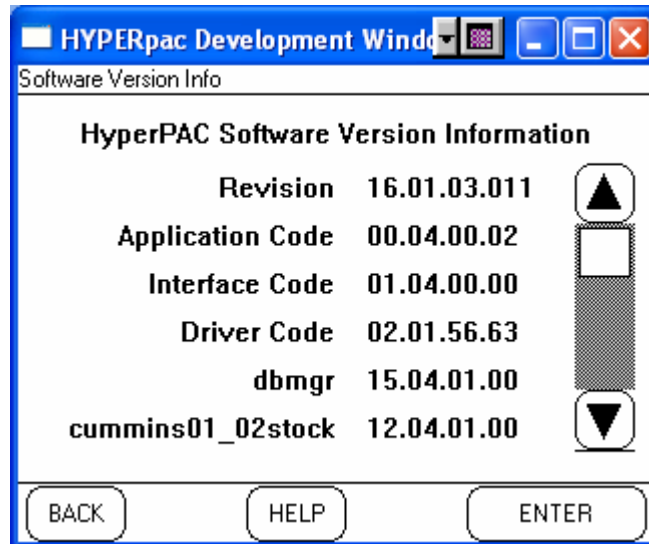 HYPERpac Development
Software Version Info
HyperPAC Software Version Information
Revision 16.01.03.011
Application Code 00.04.00.02
Interface Code 01.04.00.00
Driver Code 02.01.56.63
dbmgr 15.04.01.00
cummins01_02stock 12.04.01.00
BACK HELP ENTER